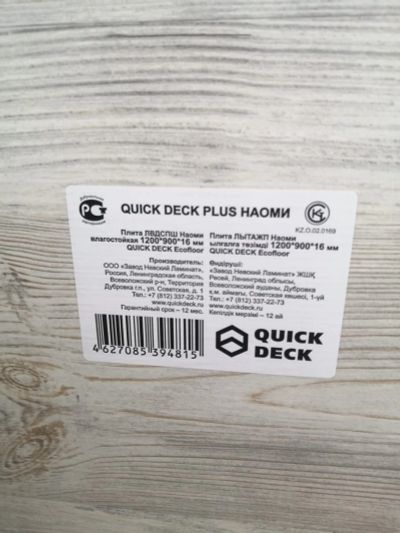 QUICK DECK PLUS НАОМИ
KZ.O.02.0169
Плита ЛВДСПШ Наоми
влагостойкая 1200*900*16 мм
QUICK DECK Ecofloor
Плита ЛЫТАЖП Наоми
ылғалға төзімді 1200*900*16 мм
QUICK DECK Ecofloor
Производитель:
ООО «Завод Невский Ламинат»,
Россия, Ленинградская область,
Всеволожский р-н, Территория
Дубровка г.п., ул. Советская, д. 1
Тел.: +7 (812) 337-22-73
www.quickdeck.ru
Гарантийный срок – 12 мес.
Өндіруші:
«Завод Невский Ламинат» ЖШҚ,
Ресей, Ленинград облысы,
Всеволожский ауданы, Дубровка
қ.к. аймағы, Советская көшесі, 1-үй
Тел.: +7 (812) 337-22-73
www.quickdeck.ru
Кепілдік мерзімі – 12 ай
4 627085 394815
QUICK
DECK